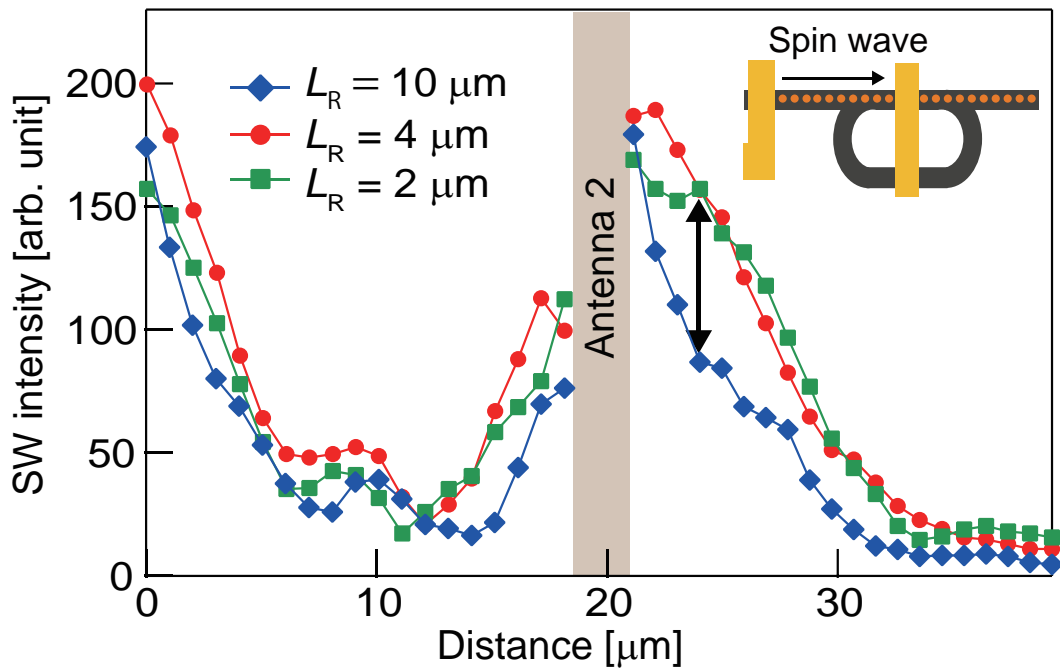 SW intensity [arb. unit]
200
150
100
50
0
L_R = 10 μm
L_R = 4 μm
L_R = 2 μm
Antenna 2
Spin wave
0
10
20
30
Distance [μm]